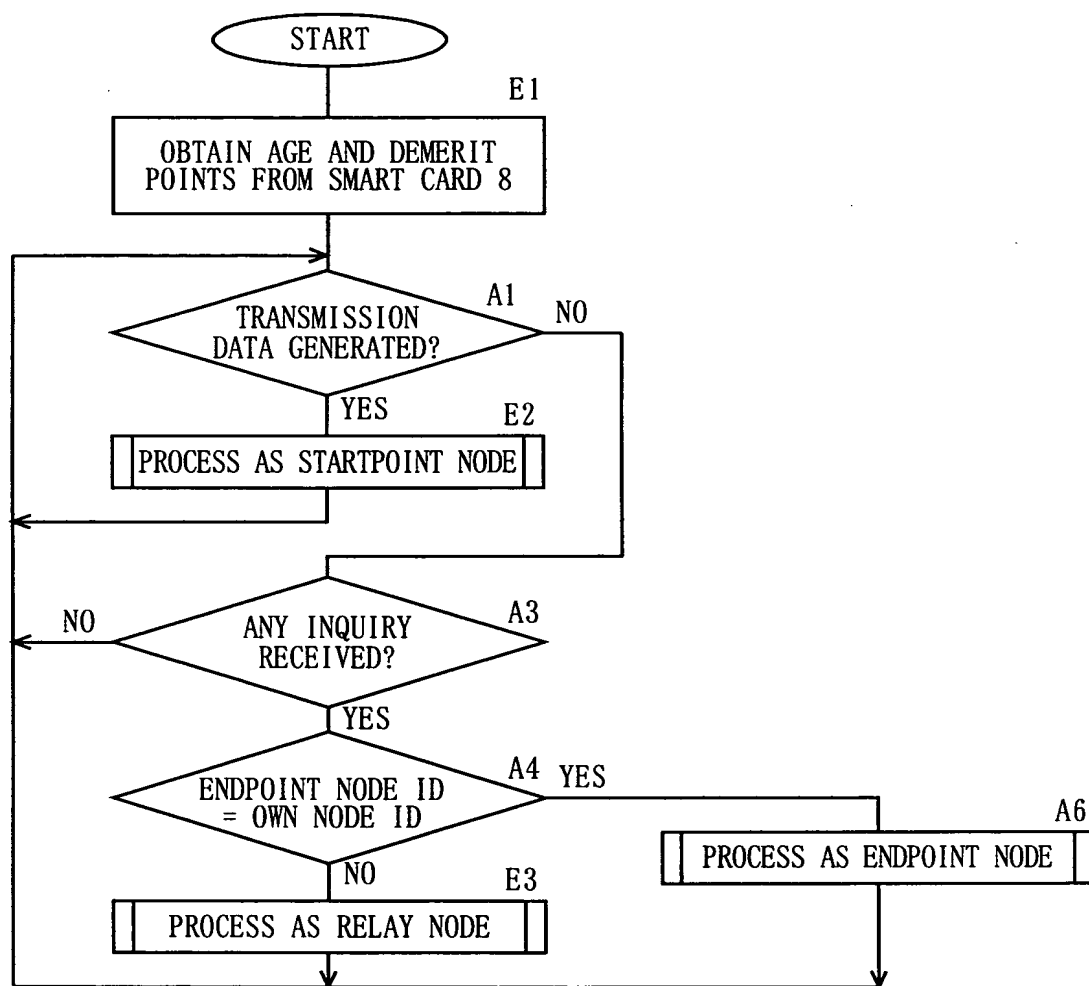 START
E1
OBTAIN AGE AND DEMERIT
POINTS FROM SMART CARD 8
A1
NO
TRANSMISSION
DATA GENERATED?
YES
E2
PROCESS AS STARTPOINT NODE
NO
A3
ANY INQUIRY
RECEIVED?
YES
A4
YES
ENDPOINT NODE ID
= OWN NODE ID
A6
PROCESS AS ENDPOINT NODE
NO
E3
PROCESS AS RELAY NODE